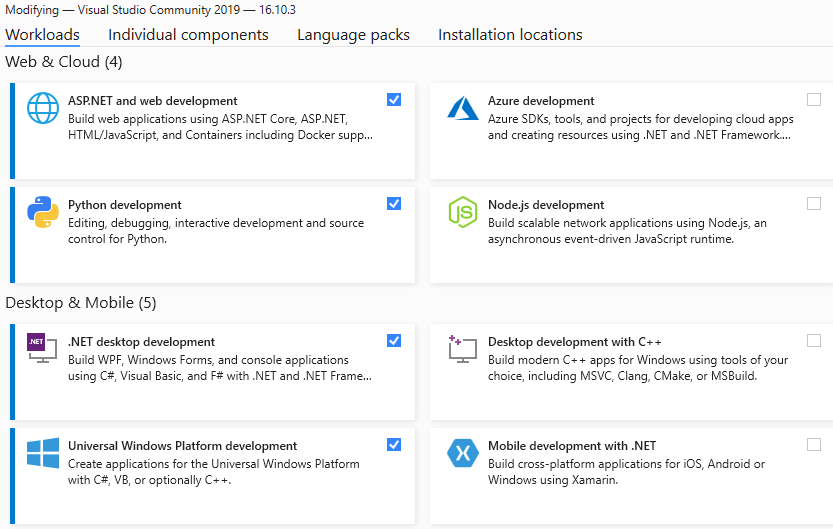 Modifying — Visual Studio Community 2019 — 16.10.3
Workloads Individual components Language packs Installation locations
Web & Cloud (4)
ASP.NET and web development
Build web applications using ASP.NET Core, ASP.NET,
HTML/JavaScript, and Containers including Docker supp...
Azure development
Azure SDKs, tools, and projects for developing cloud apps
and creating resources using .NET and .NET Framework....
Python development
Editing, debugging, interactive development and source
control for Python.
JS
Node.js development
Build scalable network applications using Node.js, an
asynchronous event-driven JavaScript runtime.
Desktop & Mobile (5)
.NET
.NET desktop development
Build WPF, Windows Forms, and console applications
using C#, Visual Basic, and F# with .NET and .NET Frame...
Desktop development with C++
Build modern C++ apps for Windows using tools of your
choice, including MSVC, Clang, CMake, or MSBuild.
Universal Windows Platform development
Create applications for the Universal Windows Platform
with C#, VB, or optionally C++.
Mobile development with .NET
Build cross-platform applications for iOS, Android or
Windows using Xamarin.